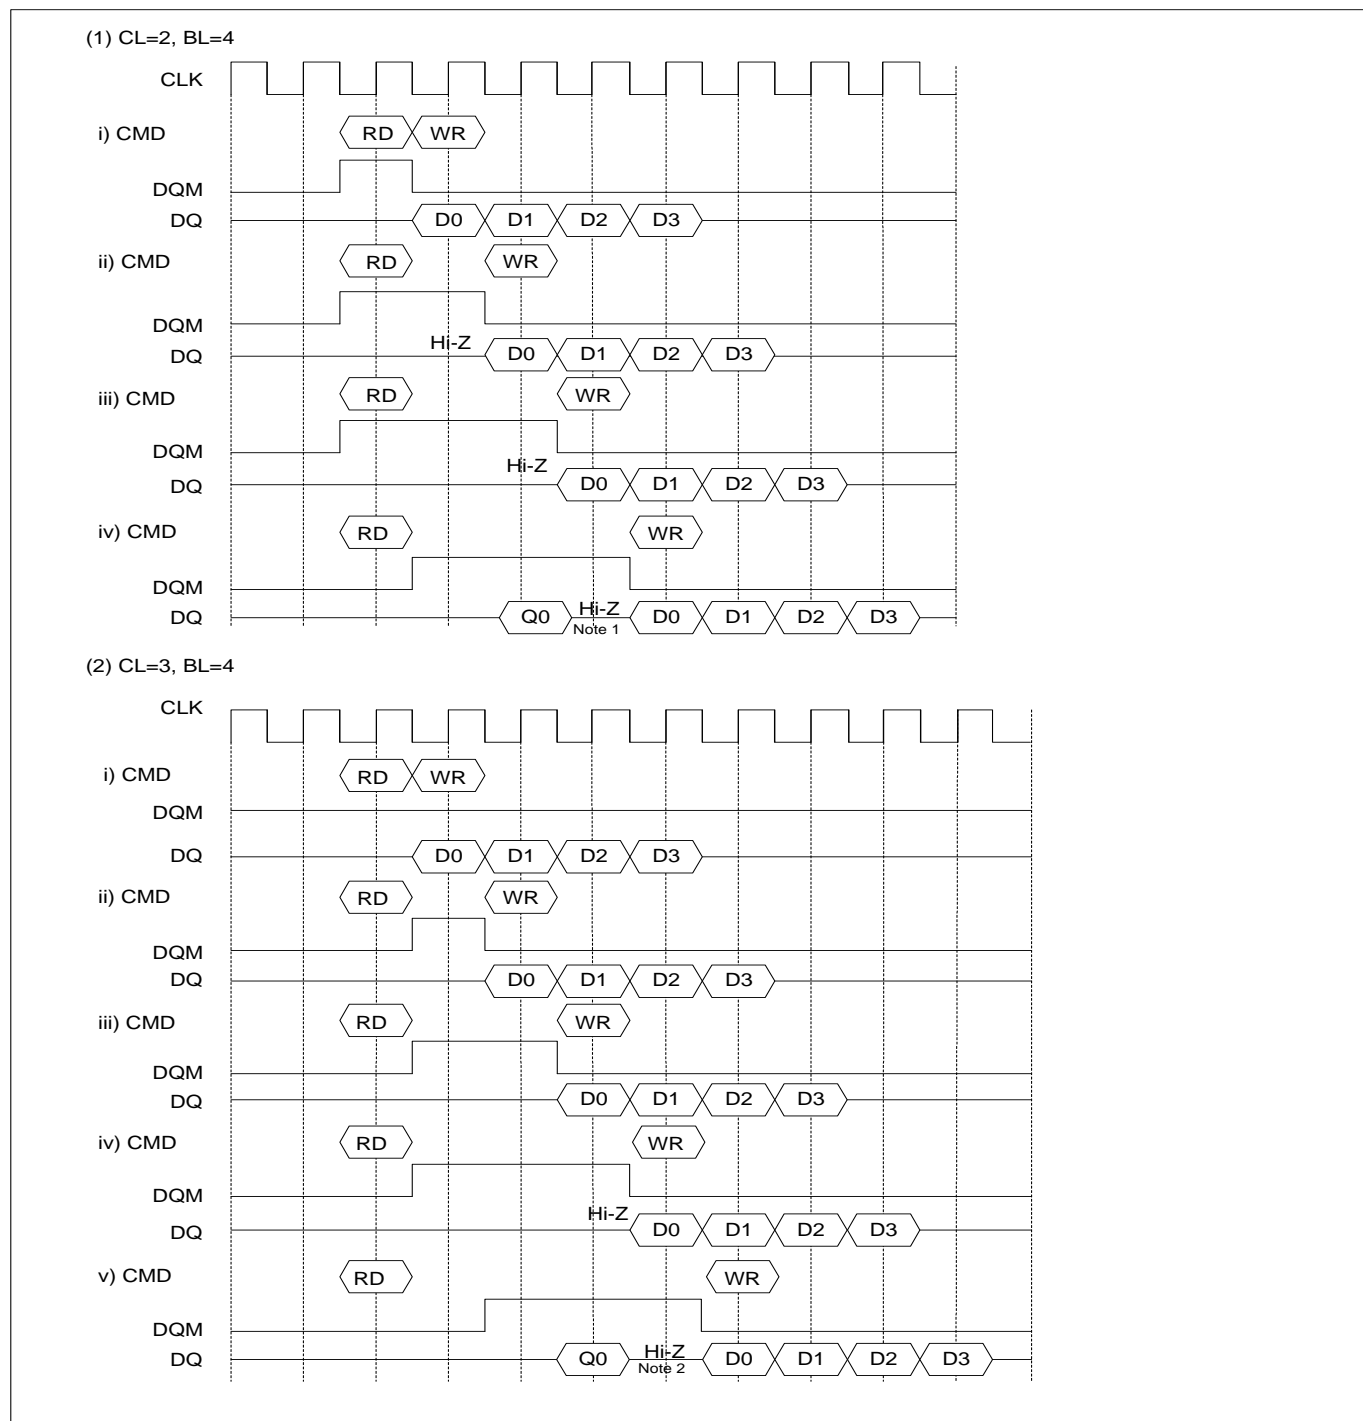 (1) CL=2, BL=4
CLK
i) CMD RD WR
DQM
DQ D0 D1 D2 D3
ii) CMD RD WR
DQM
DQ Hi-Z D0 D1 D2 D3
iii) CMD RD WR
DQM
DQ Hi-Z D0 D1 D2 D3
iv) CMD RD WR
DQM
DQ Q0 Hi-Z D0 D1 D2 D3
Note 1
(2) CL=3, BL=4
CLK
i) CMD RD WR
DQM
DQ D0 D1 D2 D3
ii) CMD RD WR
DQM
DQ D0 D1 D2 D3
iii) CMD RD WR
DQM
DQ D0 D1 D2 D3
iv) CMD RD WR
DQM
DQ Hi-Z D0 D1 D2 D3
v) CMD RD WR
DQM
DQ Q0 Hi-Z D0 D1 D2 D3
Note 2